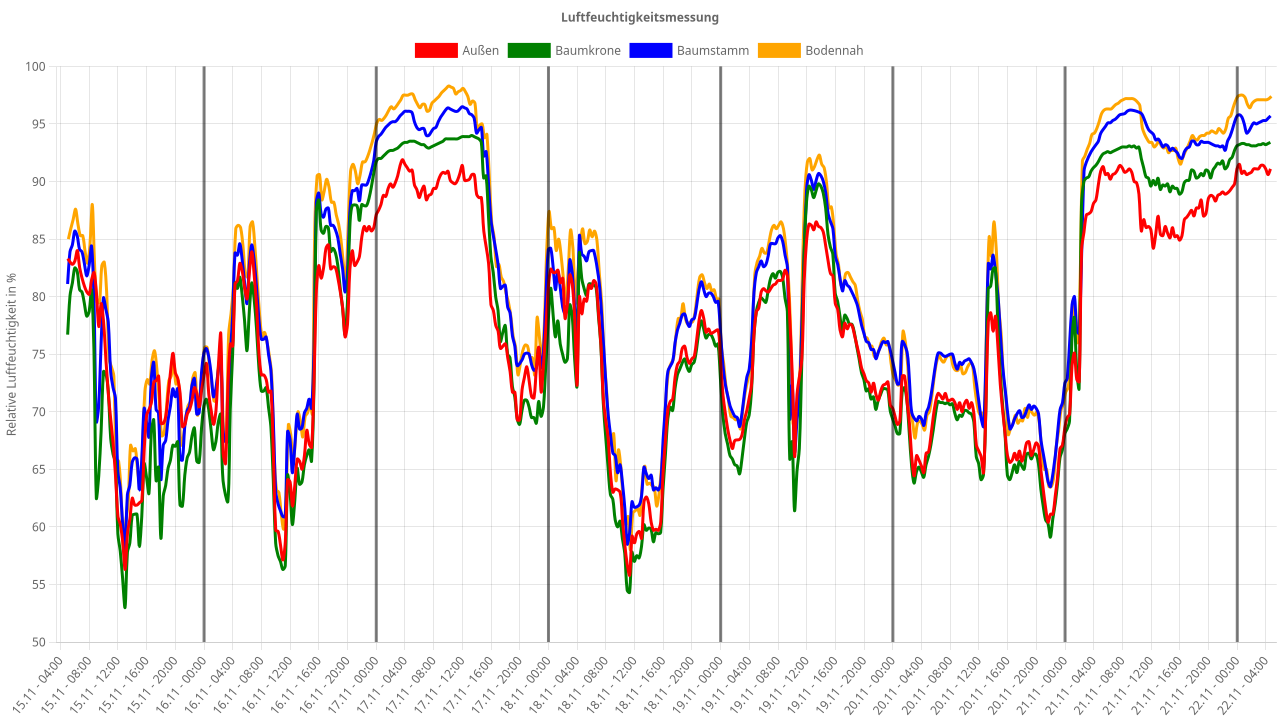 Luftfeuchtigkeitsmessung
Außen Baumkrone Baumstamm Bodennah
Relative Luftfeuchtigkeit in %
100
95
90
85
80
75
70
65
60
55
50
15.11 - 04:00
15.11 - 08:00
15.11 - 12:00
15.11 - 16:00
15.11 - 20:00
16.11 - 00:00
16.11 - 04:00
16.11 - 08:00
16.11 - 12:00
16.11 - 16:00
16.11 - 20:00
17.11 - 00:00
17.11 - 04:00
17.11 - 08:00
17.11 - 12:00
17.11 - 16:00
17.11 - 20:00
18.11 - 00:00
18.11 - 04:00
18.11 - 08:00
18.11 - 12:00
18.11 - 16:00
18.11 - 20:00
19.11 - 00:00
19.11 - 04:00
19.11 - 08:00
19.11 - 12:00
19.11 - 16:00
19.11 - 20:00
20.11 - 00:00
20.11 - 04:00
20.11 - 08:00
20.11 - 12:00
20.11 - 16:00
20.11 - 20:00
21.11 - 00:00
21.11 - 04:00
21.11 - 08:00
21.11 - 12:00
21.11 - 16:00
21.11 - 20:00
22.11 - 00:00
22.11 - 04:00